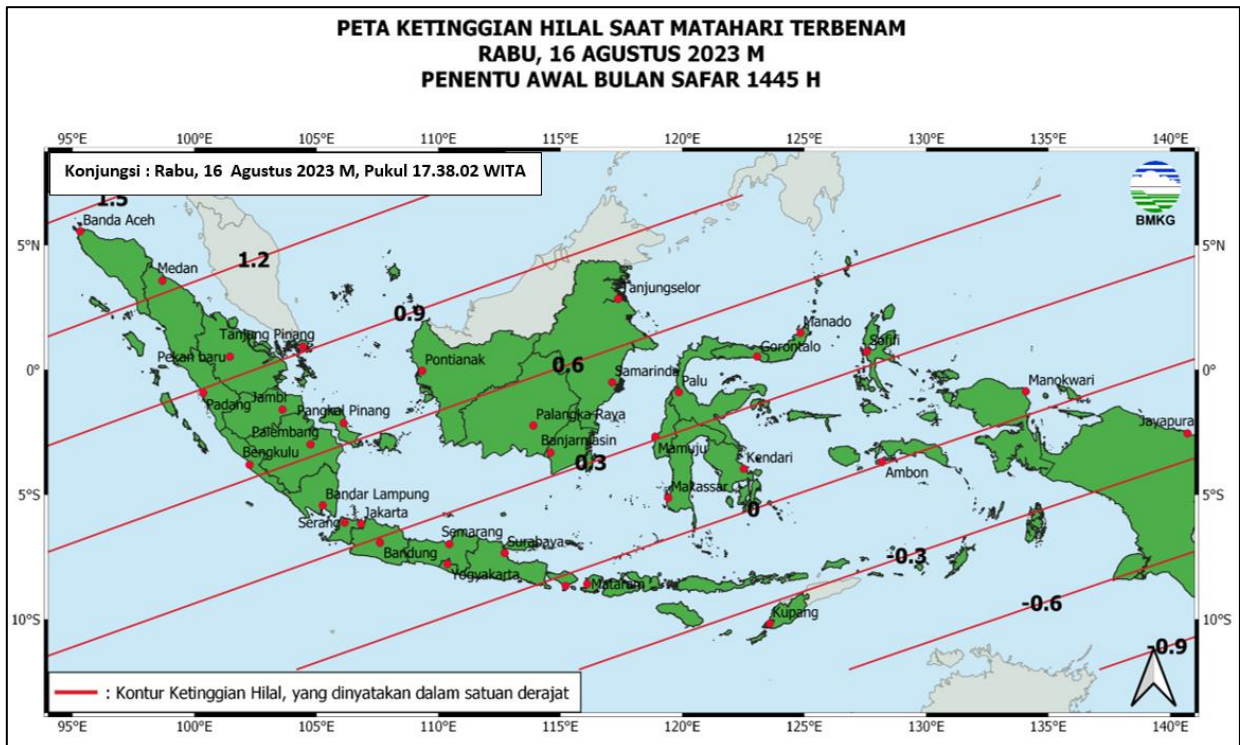 PETA KETINGGIAN HILAL SAAT MATAHARI TERBENAM
RABU, 16 AGUSTUS 2023 M
PENENTU AWAL BULAN SAFAR 1445 H
95°E 100°E 105°E 110°E 115°E 120°E 125°E 130°E 135°E 140°E
Konjungsi : Rabu, 16 Agustus 2023 M, Pukul 17.38.02 WITA
BMKG
1.5
Banda Aceh
5°N 5°N
1.2
Medan
Tanjungselor
0.9
Tanjung Pinang
Manado
Sofifi
Pekan baru
Pontianak
0.6
Gorontalo
0° 0°
Samarinda
Palu
Manokwari
Padang
Jambi
Pangkal Pinang
Palangka Raya
Jayapura
Palembang
Banjarmasin
Mamuju
Bengkulu
0.3
Kendari
Ambon
5°S 5°S
Bandar Lampung
Makassar
0
Serang
Jakarta
Semarang
Surabaya
Bandung
-0.3
Yogyakarta
Mataram
-0.6
10°S 10°S
Kupang
-0.9
: Kontur Ketinggian Hilal, yang dinyatakan dalam satuan derajat
95°E 100°E 105°E 110°E 115°E 120°E 125°E 130°E 135°E 140°E